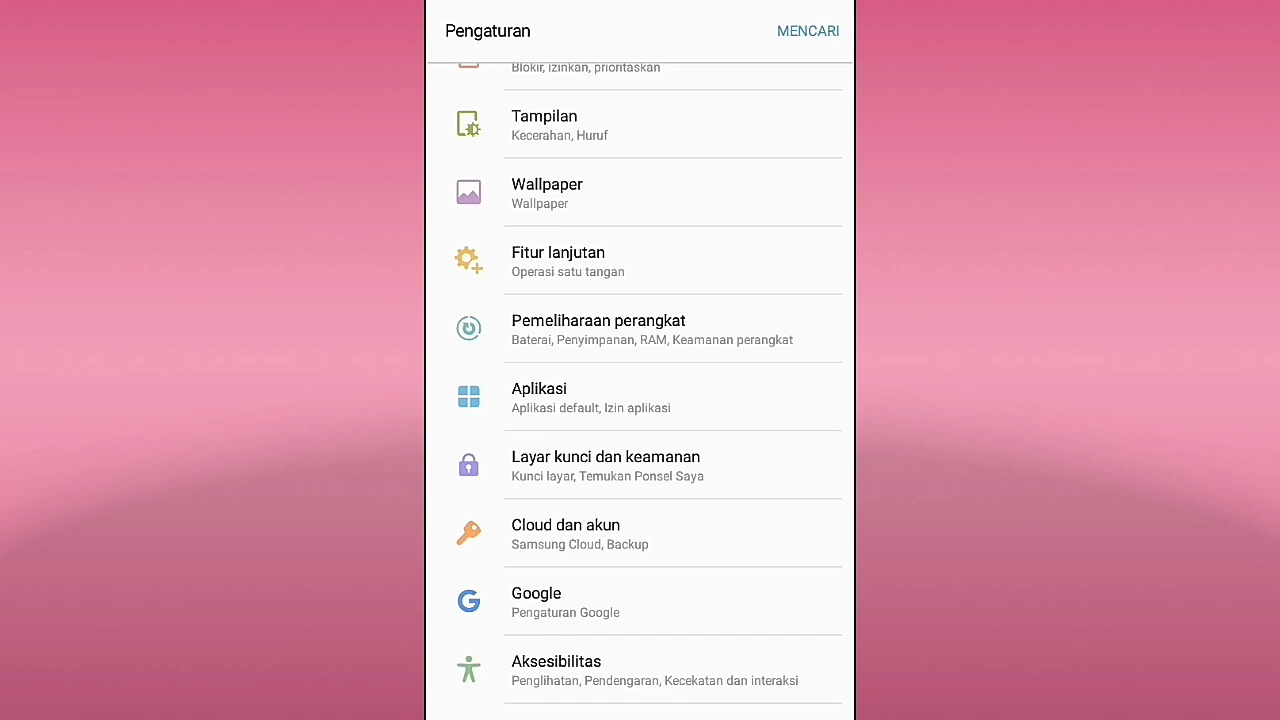 Pengaturan
MENCARI
Blokir, izinkan, prioritaskan
Tampilan
Kecerahan, Huruf
Wallpaper
Wallpaper
Fitur lanjutan
Operasi satu tangan
Pemeliharaan perangkat
Baterai, Penyimpanan, RAM, Keamanan perangkat
Aplikasi
Aplikasi default, Izin aplikasi
Layar kunci dan keamanan
Kunci layar, Temukan Ponsel Saya
Cloud dan akun
Samsung Cloud, Backup
Google
Pengaturan Google
Aksesibilitas
Penglihatan, Pendengaran, Kecekatan dan interaksi